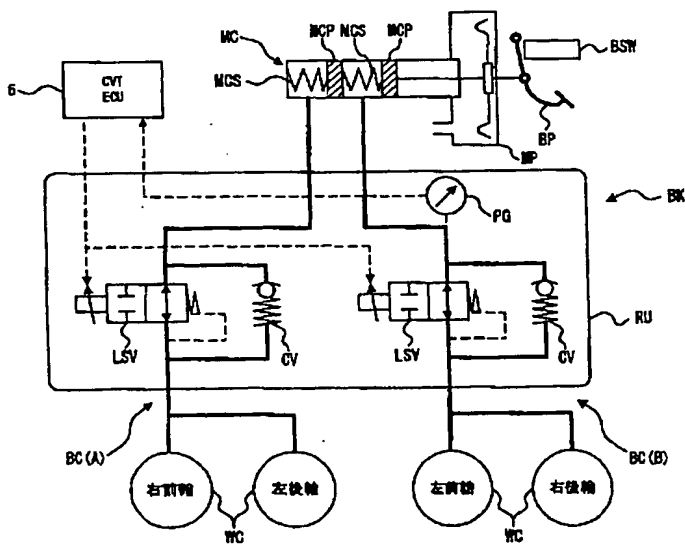 MC
MCP
MCS
MCP
MCS
BSW
6
CVT
ECU
BP
MP
BK
PG
RU
LSV
CV
LSV
CV
BC(A)
BC(B)
右前輪
左後輪
左前輪
右後輪
WC
WC